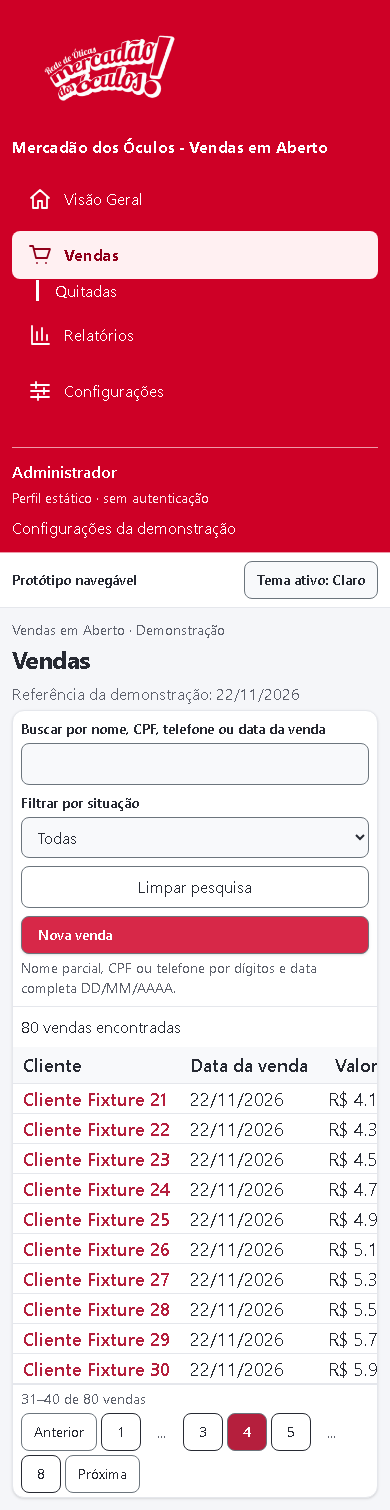 Rede de Óticas
mercadão
dos óculos!
Mercadão dos Óculos - Vendas em Aberto
Visão Geral
Vendas
Quitadas
Relatórios
Configurações
Administrador
Perfil estático · sem autenticação
Configurações da demonstração
Protótipo navegável
Tema ativo: Claro
Vendas em Aberto · Demonstração
Vendas
Referência da demonstração: 22/11/2026
Buscar por nome, CPF, telefone ou data da venda
Filtrar por situação
Todas
Limpar pesquisa
Nova venda
Nome parcial, CPF ou telefone por dígitos e data
completa DD/MM/AAAA.
80 vendas encontradas
Cliente Data da venda Valor
Cliente Fixture 21 22/11/2026 R$ 4.1
Cliente Fixture 22 22/11/2026 R$ 4.3
Cliente Fixture 23 22/11/2026 R$ 4.5
Cliente Fixture 24 22/11/2026 R$ 4.7
Cliente Fixture 25 22/11/2026 R$ 4.9
Cliente Fixture 26 22/11/2026 R$ 5.1
Cliente Fixture 27 22/11/2026 R$ 5.3
Cliente Fixture 28 22/11/2026 R$ 5.5
Cliente Fixture 29 22/11/2026 R$ 5.7
Cliente Fixture 30 22/11/2026 R$ 5.9
31–40 de 80 vendas
Anterior 1 ... 3 4 5 ...
8 Próxima